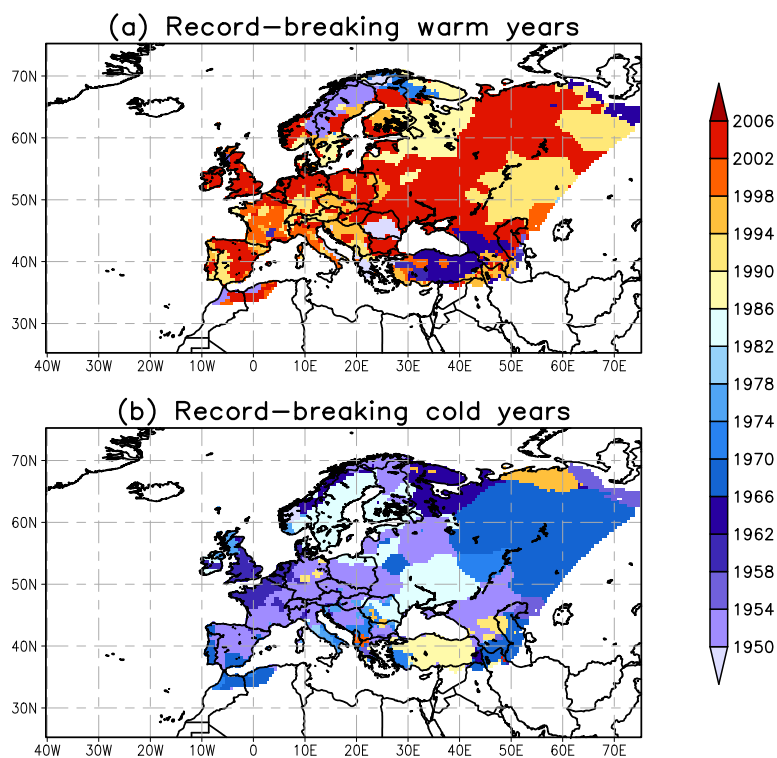 (a) Record-breaking warm years
70N
60N
50N
40N
30N
40W 30W 20W 10W 0 10E 20E 30E 40E 50E 60E 70E
2006
2002
1998
1994
1990
1986
1982
1978
1974
1970
1966
1962
1958
1954
1950
(b) Record-breaking cold years
70N
60N
50N
40N
30N
40W 30W 20W 10W 0 10E 20E 30E 40E 50E 60E 70E